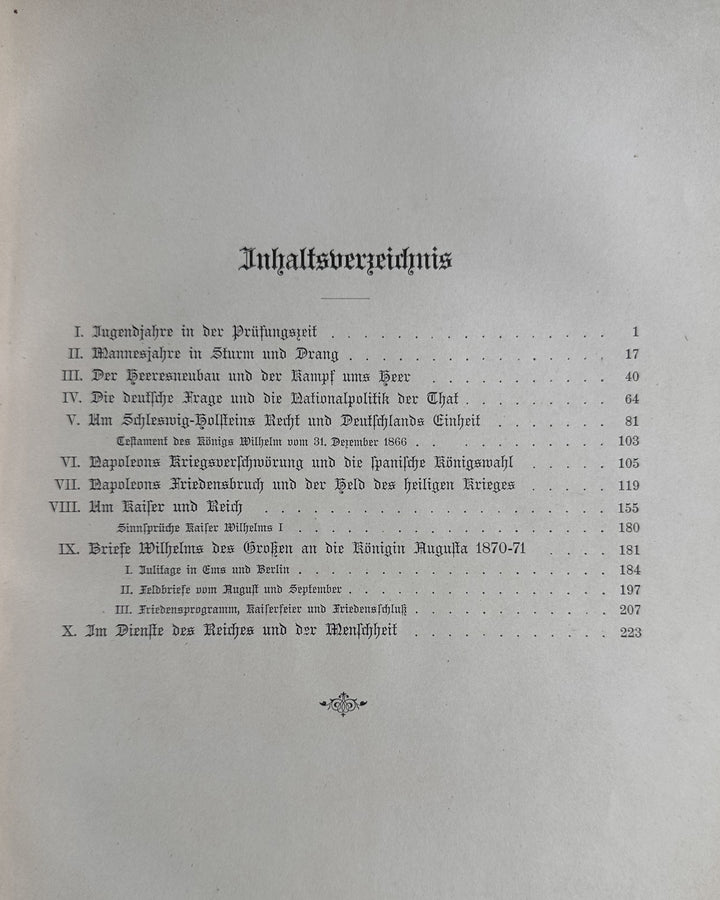 Inhaltsverzeichnis
I. Jugendjahre in der Prüfungszeit . . . . . . . . . . . . . . 1
II. Mannesjahre in Sturm und Drang . . . . . . . . . . . . . 17
III. Der Heeresneubau und der Kampf ums Heer . . . . . . . . . 40
IV. Die deutsche Frage und die Nationalpolitik der That . . . . . . . 64
V. Um Schleswig-Holsteins Recht und Deutschlands Einheit . . . . . . 81
Testament des Königs Wilhelm vom 31. Dezember 1866 . . . . . . . . . 103
VI. Napoleons Kriegsverschwörung und die spanische Königswahl . . . . . 105
VII. Napoleons Friedensbruch und der Held des heiligen Krieges . . . . . 119
VIII. Um Kaiser und Reich . . . . . . . . . . . . . . . . . 155
Sinnsprüche Kaiser Wilhelms I . . . . . . . . . . . . . . . 180
IX. Briefe Wilhelms des Großen an die Königin Augusta 1870-71 . . . . 181
I. Julitage in Ems und Berlin . . . . . . . . . . . . . . . 184
II. Feldbriefe vom August und September . . . . . . . . . . . . . 197
III. Friedensprogramm, Kaiserfeier und Friedensschluß . . . . . . . . . . 207
X. Im Dienste des Reiches und der Menschheit . . . . . . . . . . 223